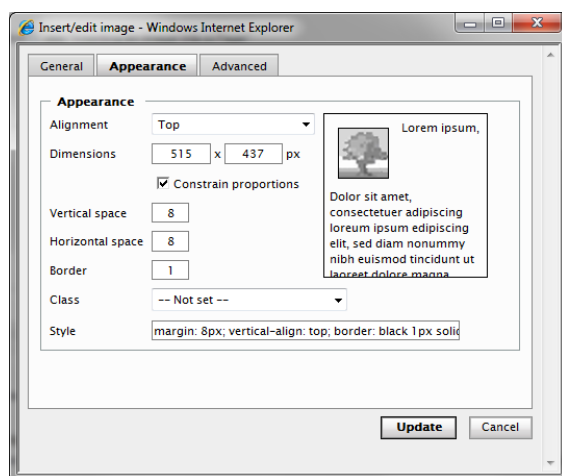 Insert/edit image - Windows Internet Explorer
General Appearance Advanced
Appearance
Alignment Top
Lorem ipsum,
Dimensions 515 x 437 px
Constrain proportions
Dolor sit amet,
consectetuer adipiscing
loreum ipsum edipiscing
elit, sed diam nonummy
nibh euismod tincidunt ut
laoreet dolore magna
Vertical space 8
Horizontal space 8
Border 1
Class -- Not set --
Style margin: 8px; vertical-align: top; border: black 1px solid
Update Cancel